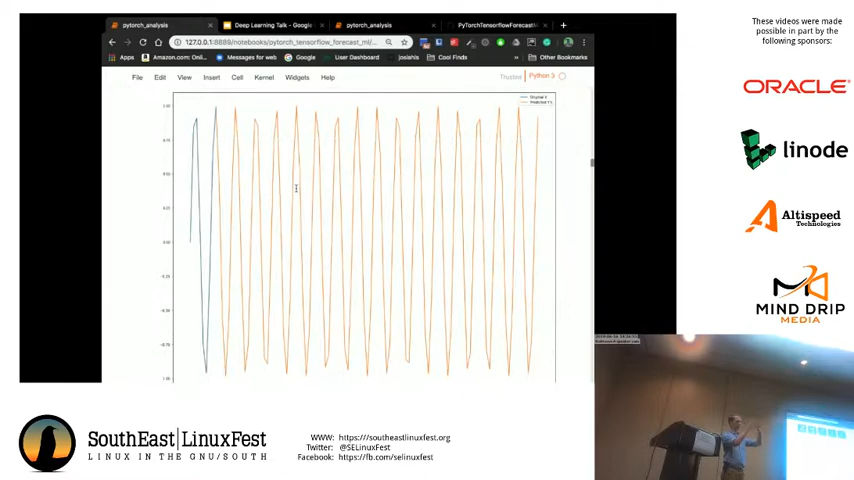 pytorch_analysis
Deep Learning Talk - Google
pytorch_analysis
PyTorchTensorflowForecastM
127.0.0.1:8889/notebooks/pytorch_tensorflow_forecast_ml/...
Apps
Amazon.com: Onlin...
Messages for web
Google
User Dashboard
josiahls
Cool Finds
Other Bookmarks
File Edit View Insert Cell Kernel Widgets Help
Trusted
Python 3
These videos were made
possible in part by the
following sponsors:
ORACLE
linode
Altispeed
Technologies
MIND DRIP
MEDIA
SouthEast|LinuxFest
LINUX IN THE GNU/SOUTH
WWW: https:///southeastlinuxfest.org
Twitter: @SELinuxFest
Facebook: https://fb.com/selinuxfest